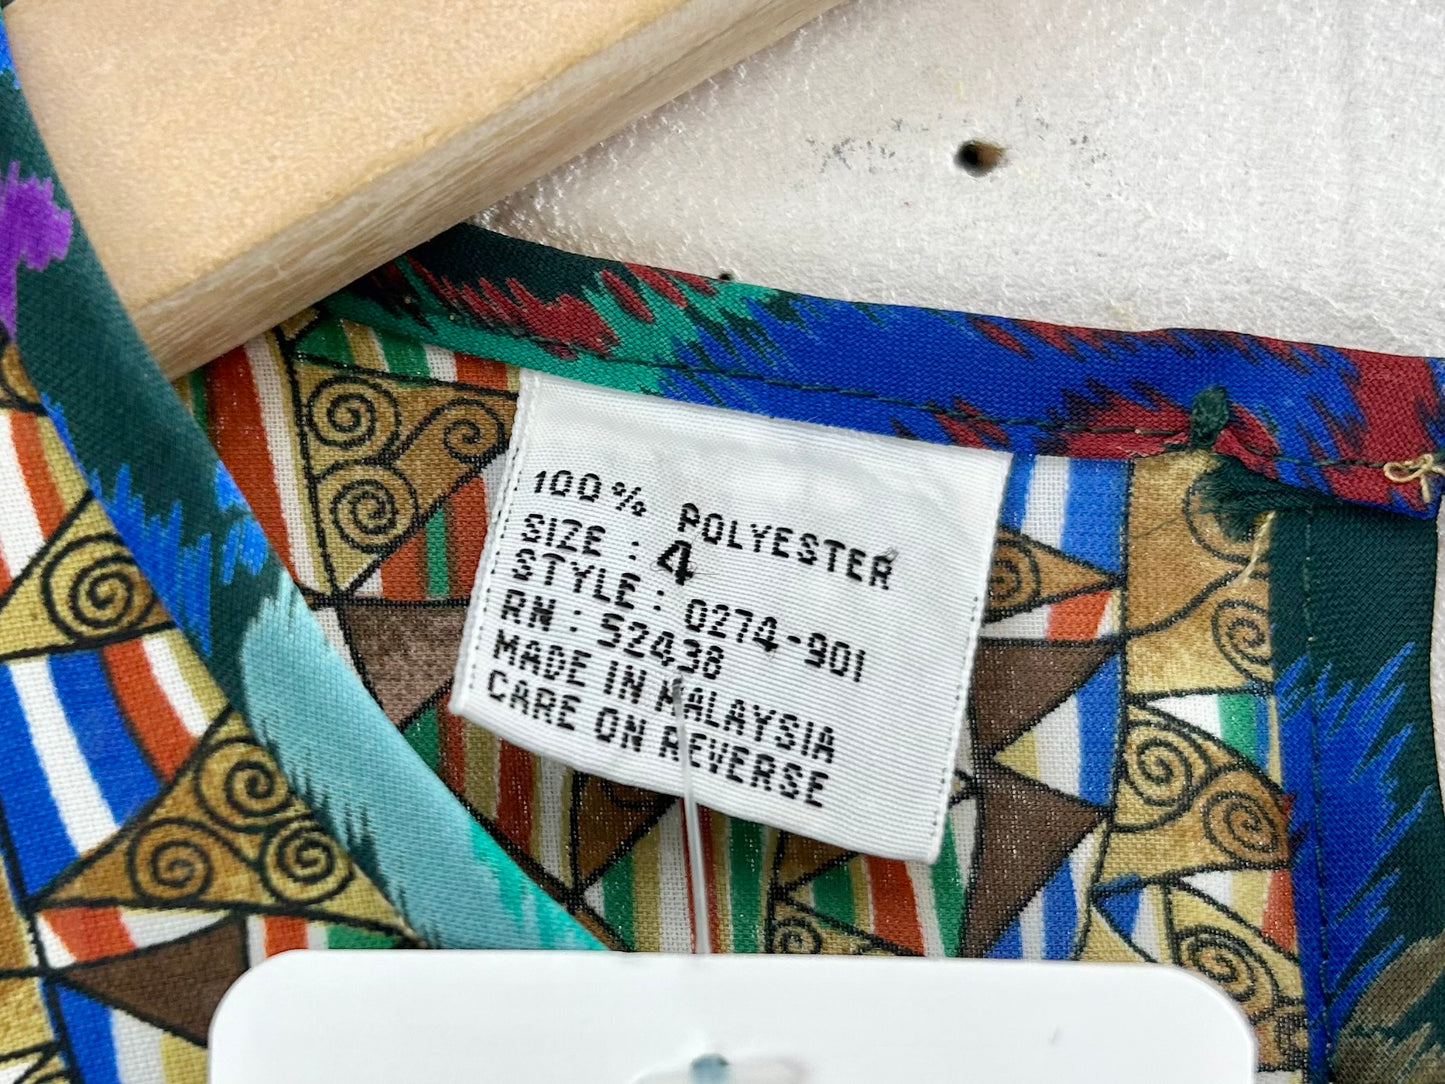 100% POLYESTER
SIZE : 4
STYLE : 0274-901
RN : 52438
MADE IN MALAYSIA
CARE ON REVERSE